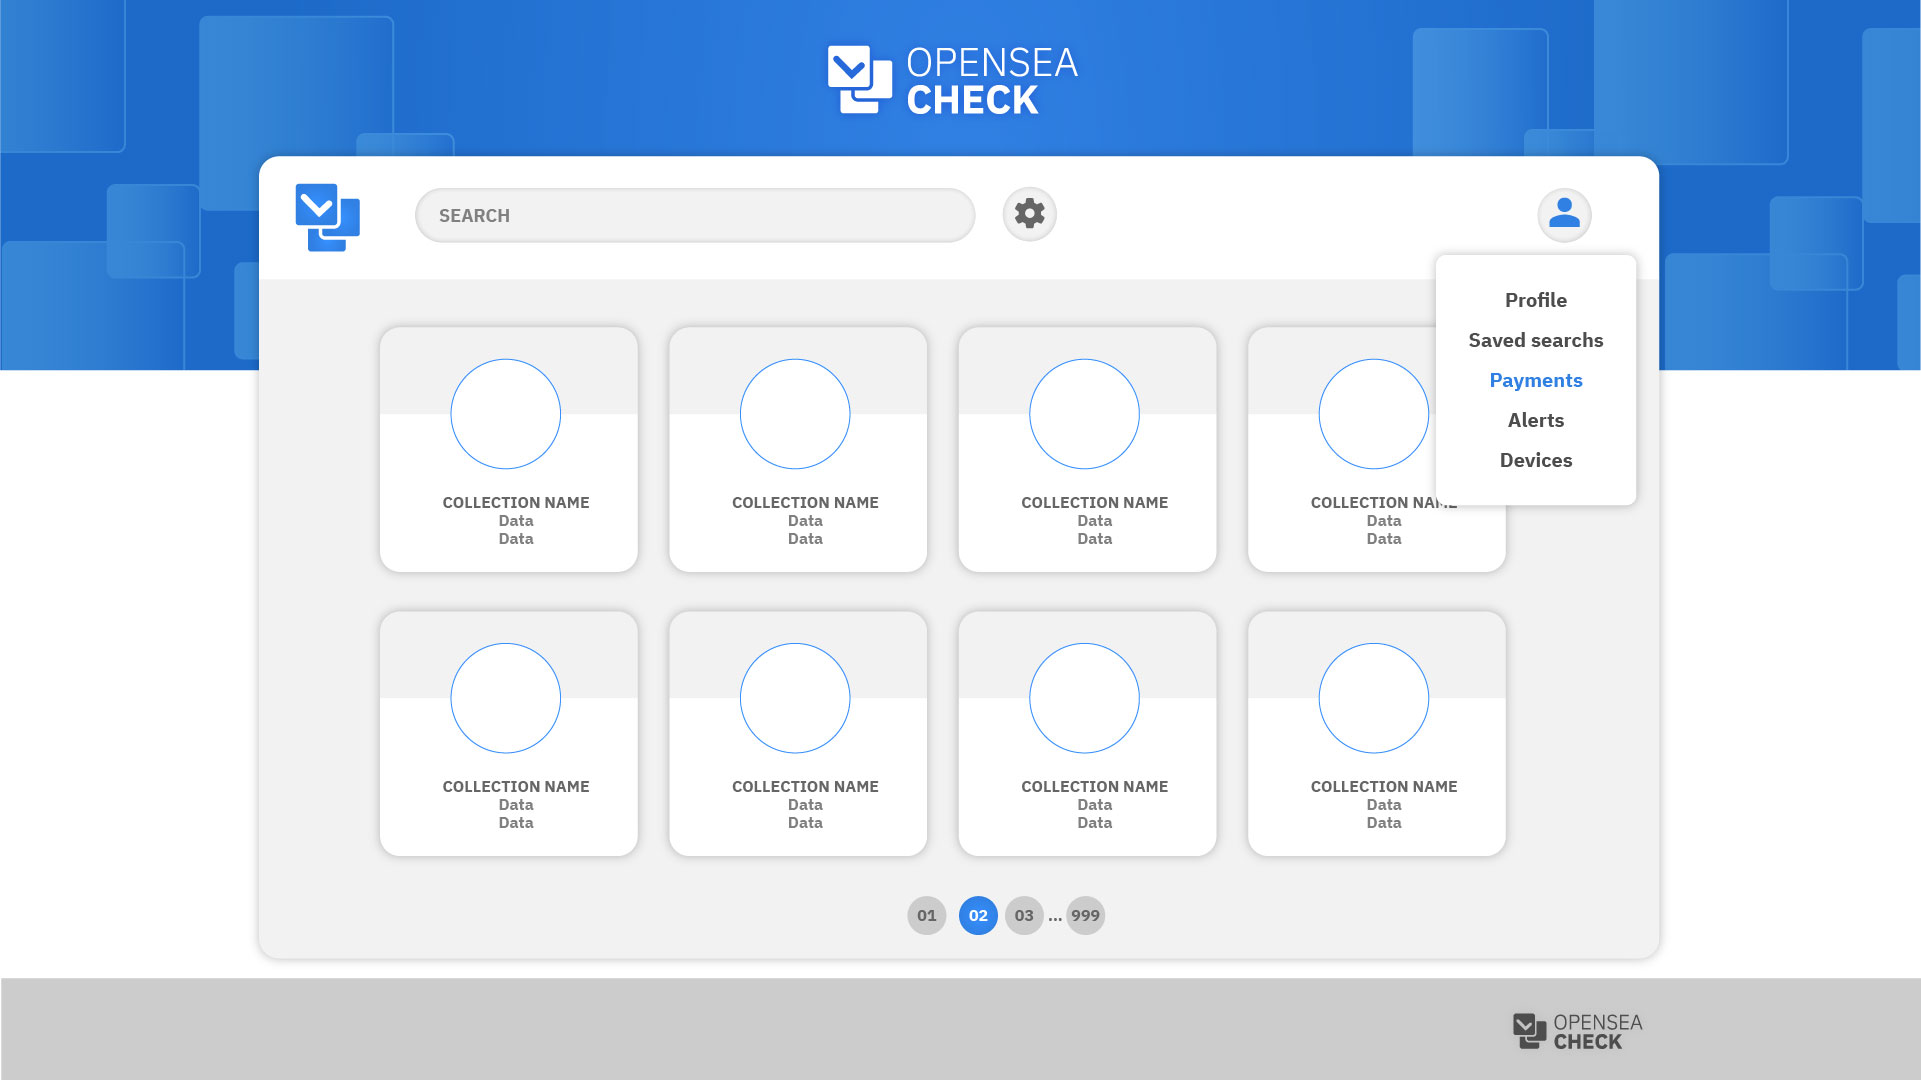 OPENSEA
CHECK
SEARCH
Profile
Saved searchs
Payments
Alerts
Devices
COLLECTION NAME
Data
Data
COLLECTION NAME
Data
Data
COLLECTION NAME
Data
Data
COLLECTION NAME
Data
Data
COLLECTION NAME
Data
Data
COLLECTION NAME
Data
Data
COLLECTION NAME
Data
Data
COLLECTION NAME
Data
Data
01 02 03 ... 999
OPENSEA
CHECK